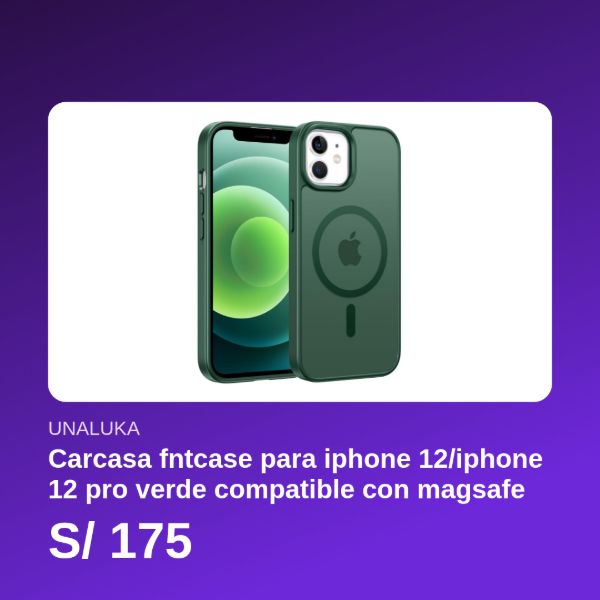 UNALUKA
Carcasa fntcase para iphone 12/iphone
12 pro verde compatible con magsafe
S/ 175